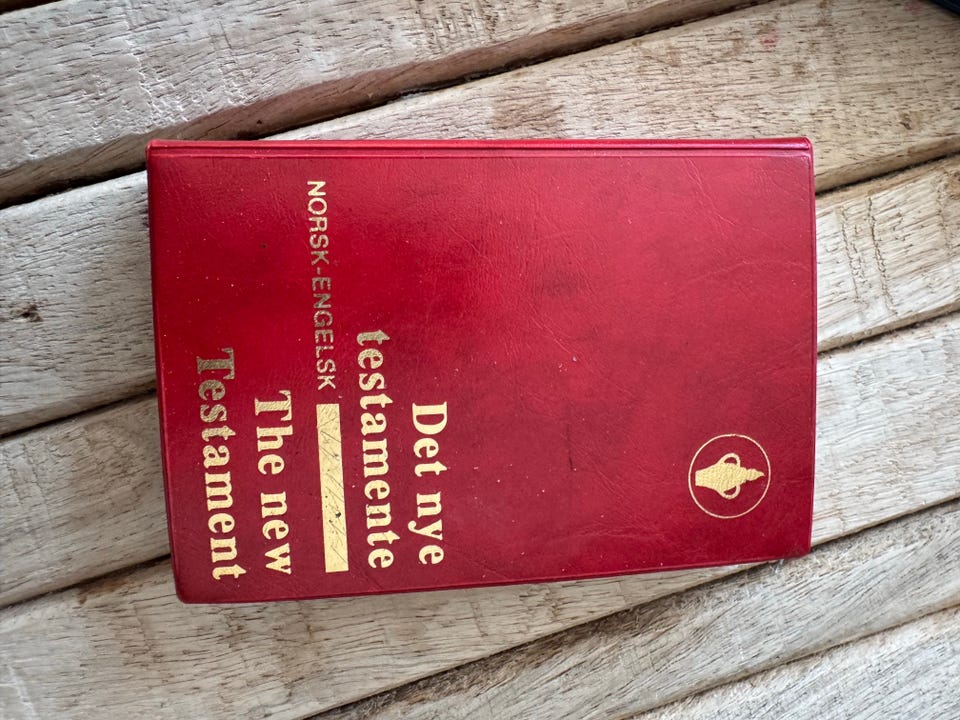 Det nye
testamente
NORSK-ENGELSK
The new
Testament